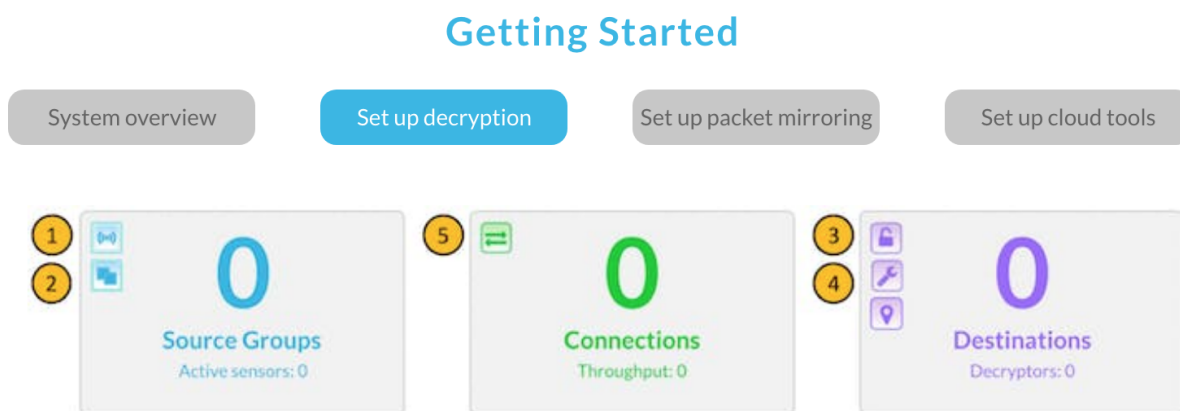 Getting Started
System overview
Set up decryption
Set up packet mirroring
Set up cloud tools
1
2
0
Source Groups
Active sensors: 0
5
0
Connections
Throughput: 0
3
4
0
Destinations
Decryptors: 0